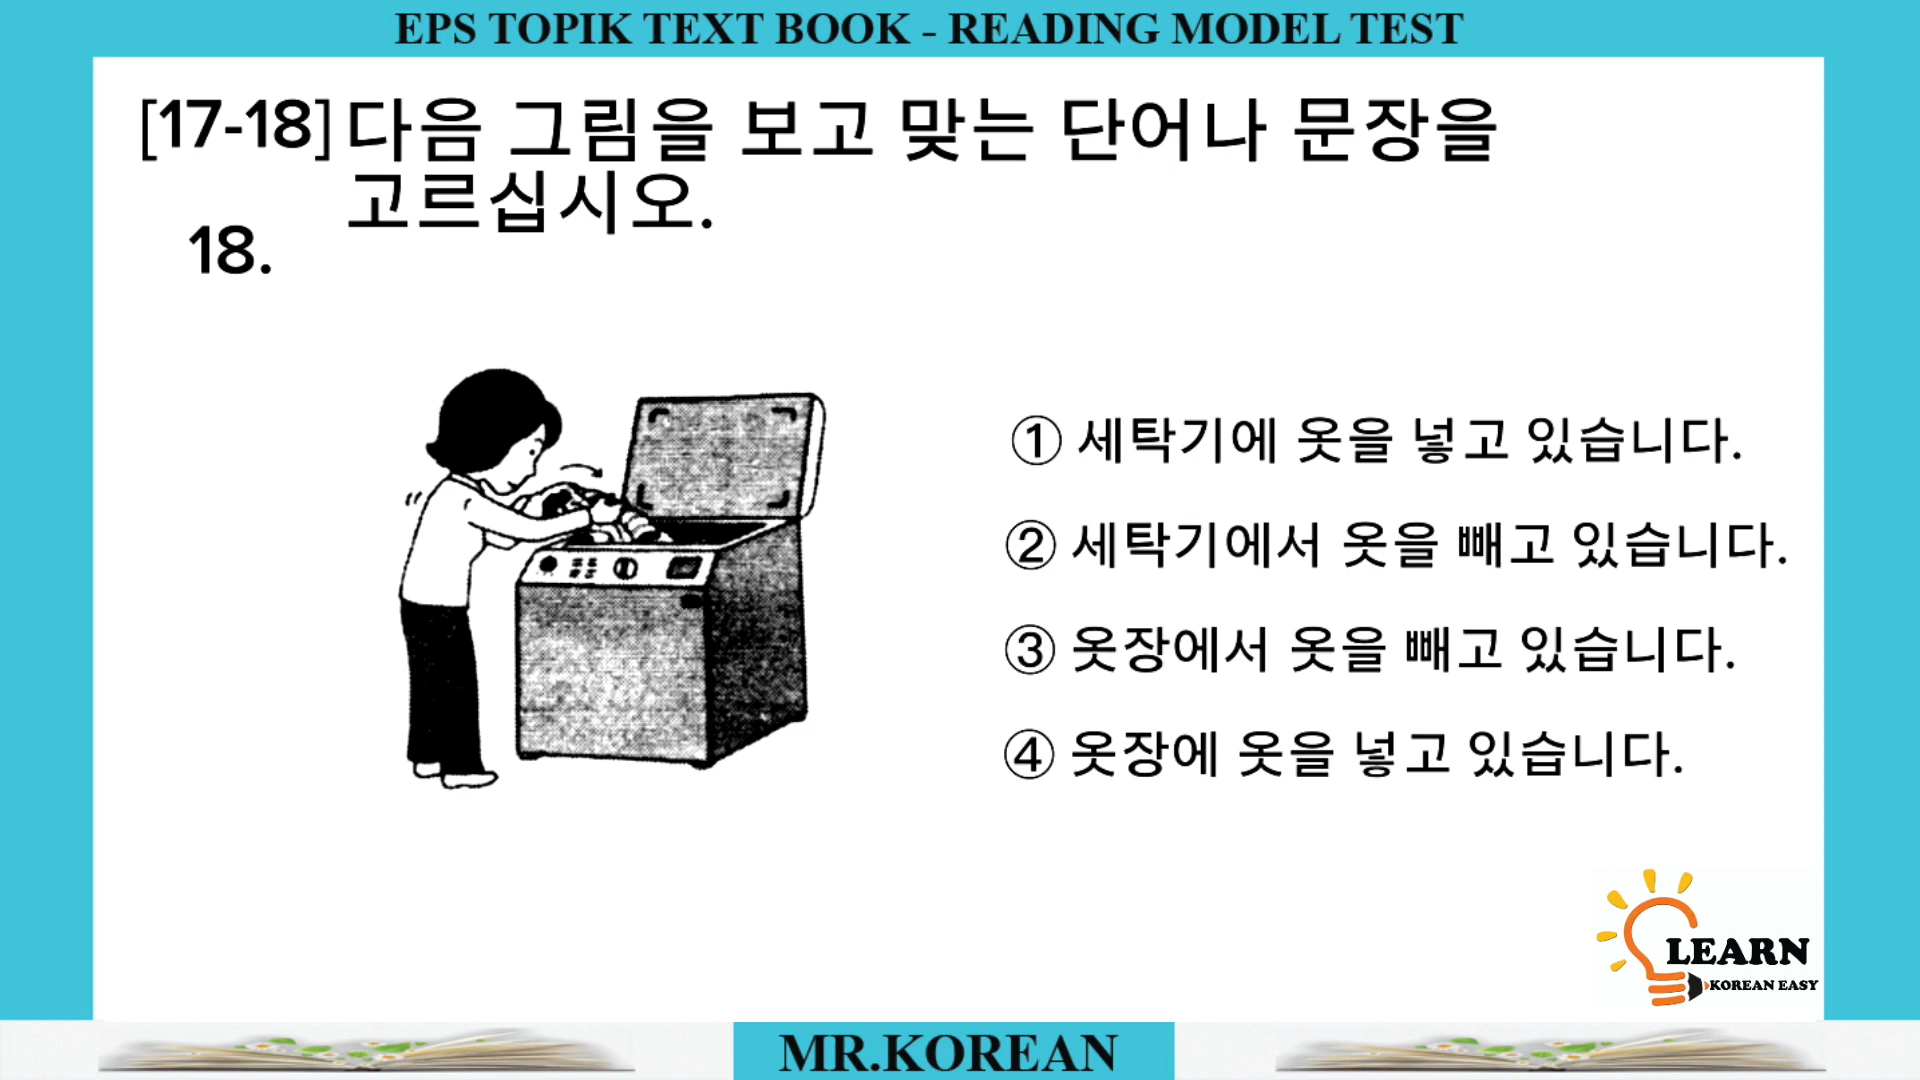 EPS TOPIK TEXT BOOK - READING MODEL TEST
[17-18] 다음 그림을 보고 맞는 단어나 문장을
고르십시오.
18.
① 세탁기에 옷을 넣고 있습니다.
② 세탁기에서 옷을 빼고 있습니다.
③ 옷장에서 옷을 빼고 있습니다.
④ 옷장에 옷을 넣고 있습니다.
LEARN
KOREAN EASY
MR.KOREAN